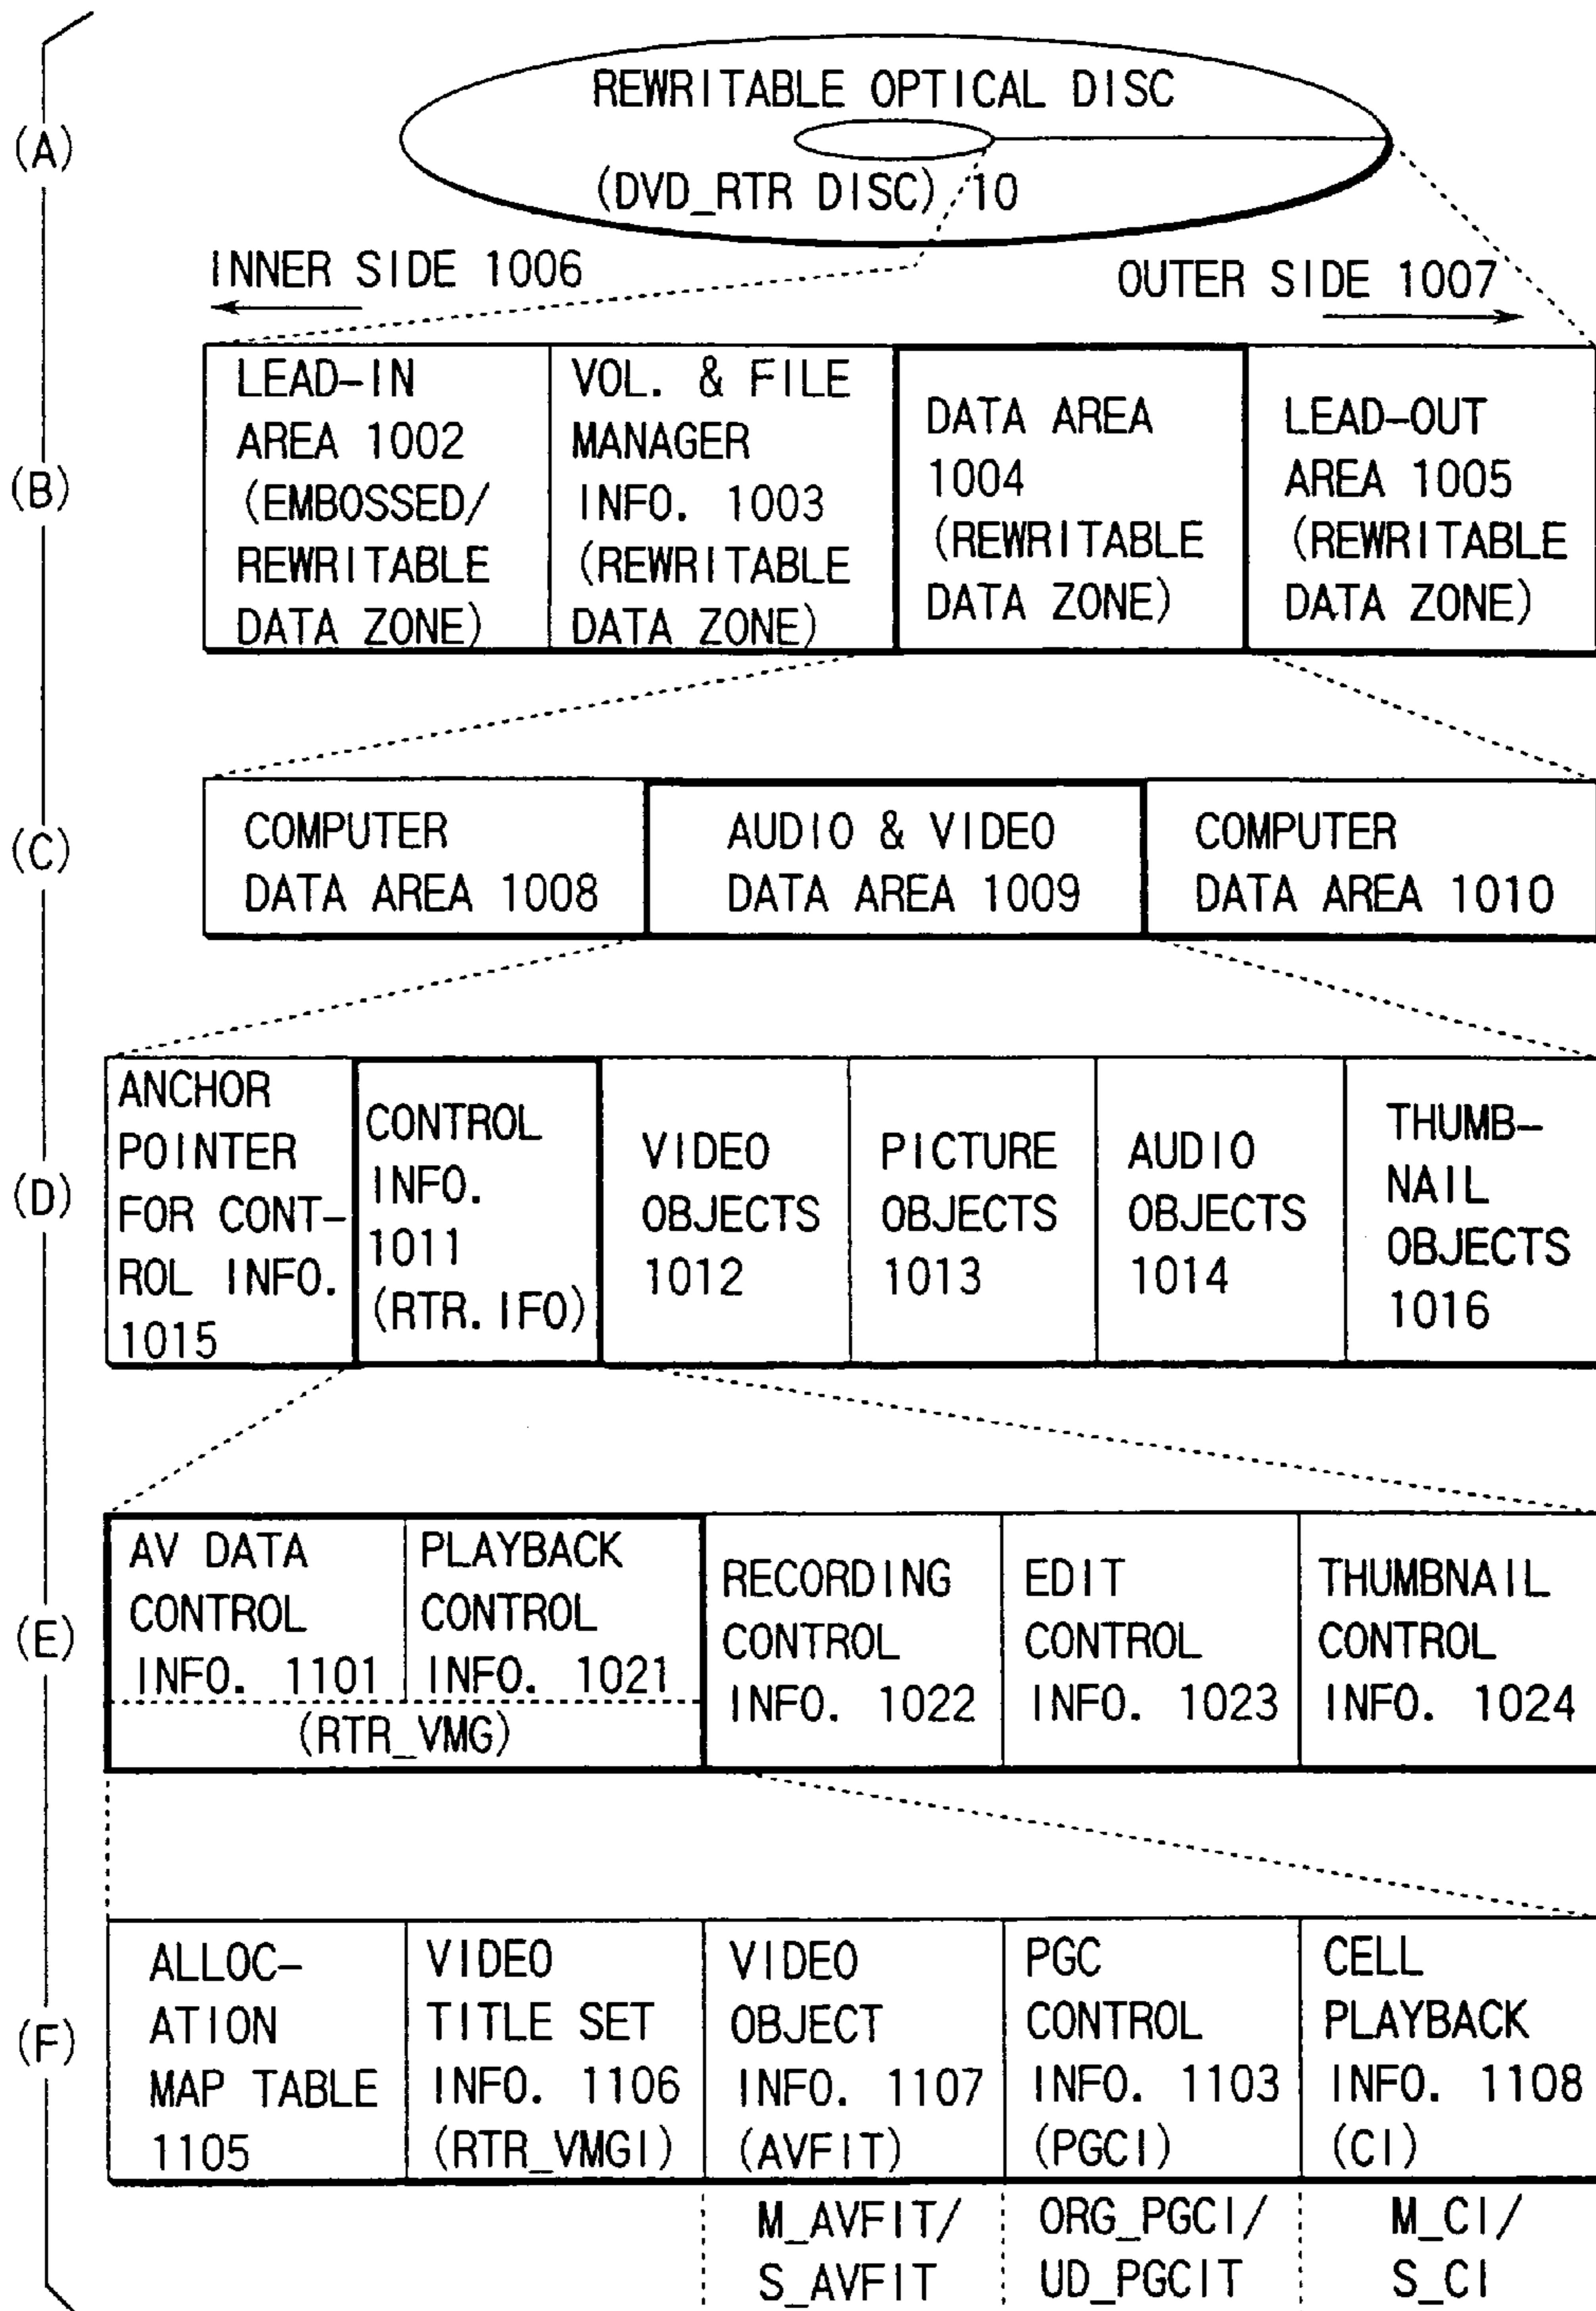 (A)
REWRITABLE OPTICAL DISC
(DVD_RTR DISC) 10
INNER SIDE 1006
OUTER SIDE 1007
(B)
LEAD-IN
AREA 1002
(EMBOSSED/
REWRITABLE
DATA ZONE)
VOL. & FILE
MANAGER
INFO. 1003
(REWRITABLE
DATA ZONE)
DATA AREA
1004
(REWRITABLE
DATA ZONE)
LEAD-OUT
AREA 1005
(REWRITABLE
DATA ZONE)
(C)
COMPUTER
DATA AREA 1008
AUDIO & VIDEO
DATA AREA 1009
COMPUTER
DATA AREA 1010
(D)
ANCHOR
POINTER
FOR CONT-
ROL INFO.
1015
CONTROL
INFO.
1011
(RTR.IFO)
VIDEO
OBJECTS
1012
PICTURE
OBJECTS
1013
AUDIO
OBJECTS
1014
THUMB-
NAIL
OBJECTS
1016
(E)
AV DATA
CONTROL
INFO. 1101
PLAYBACK
CONTROL
INFO. 1021
(RTR_VMG)
RECORDING
CONTROL
INFO. 1022
EDIT
CONTROL
INFO. 1023
THUMBNAIL
CONTROL
INFO. 1024
(F)
ALLOC-
ATION
MAP TABLE
1105
VIDEO
TITLE SET
INFO. 1106
(RTR_VMGI)
VIDEO
OBJECT
INFO. 1107
(AVFIT)
PGC
CONTROL
INFO. 1103
(PGCI)
CELL
PLAYBACK
INFO. 1108
(CI)
M_AVFIT/
S_AVFIT
ORG_PGCI/
UD_PGCIT
M_CI/
S_CI